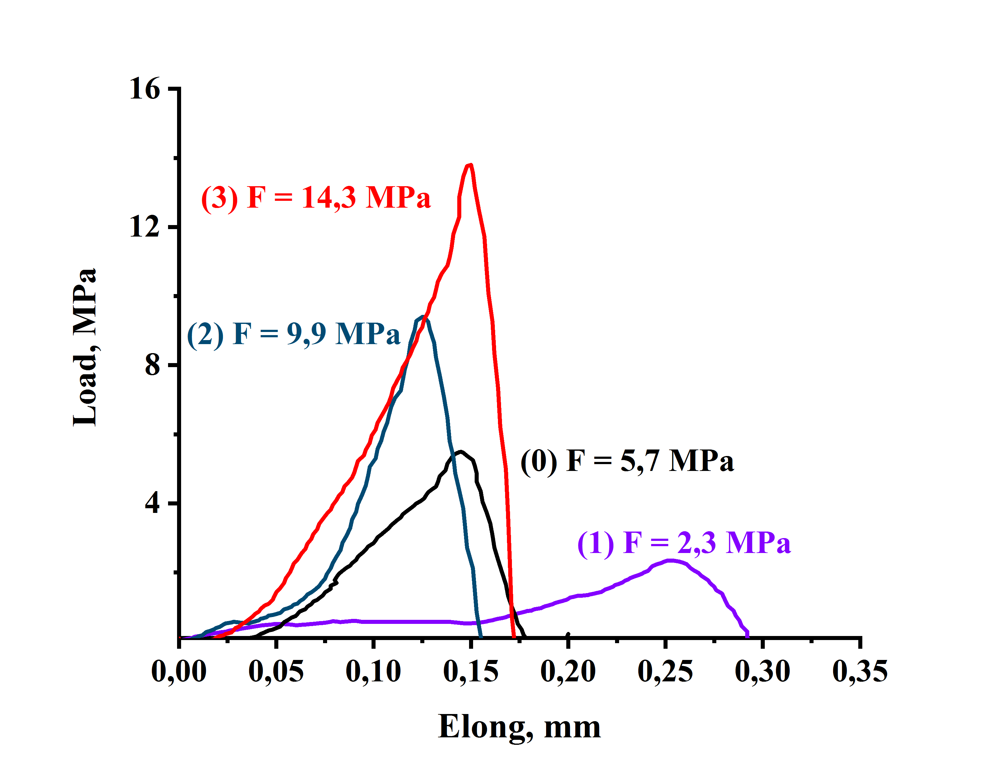 16
12
8
4
Load, MPa
(3) F = 14,3 MPa
(2) F = 9,9 MPa
(0) F = 5,7 MPa
(1) F = 2,3 MPa
0,00 0,05 0,10 0,15 0,20 0,25 0,30 0,35
Elong, mm